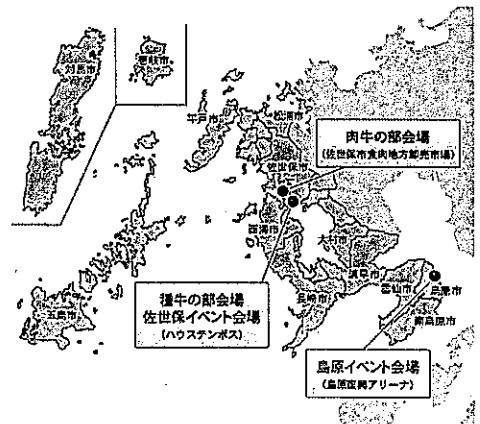 対馬市
壱岐市
平戸市
松浦市
肉牛の部会場
(佐世保市食肉地方卸売市場)
佐世保市
西海市
大村市
諫早市
長崎市
雲仙市
島原市
南島原市
五島市
種牛の部会場
佐世保イベント会場
(ハウステンボス)
島原イベント会場
(島原復興アリーナ)